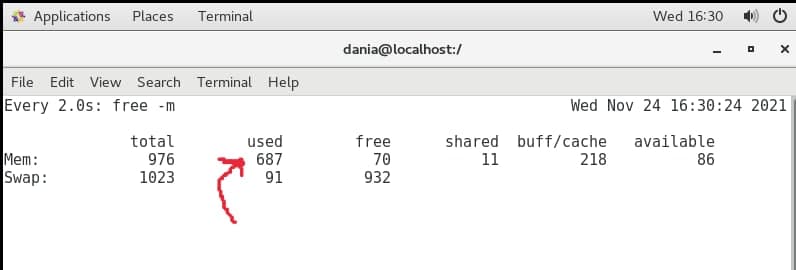 Applications Places Terminal Wed 16:30
dania@localhost:/
File Edit View Search Terminal Help
Every 2.0s: free -m Wed Nov 24 16:30:24 2021
total used free shared buff/cache available
Mem: 976 687 70 11 218 86
Swap: 1023 91 932